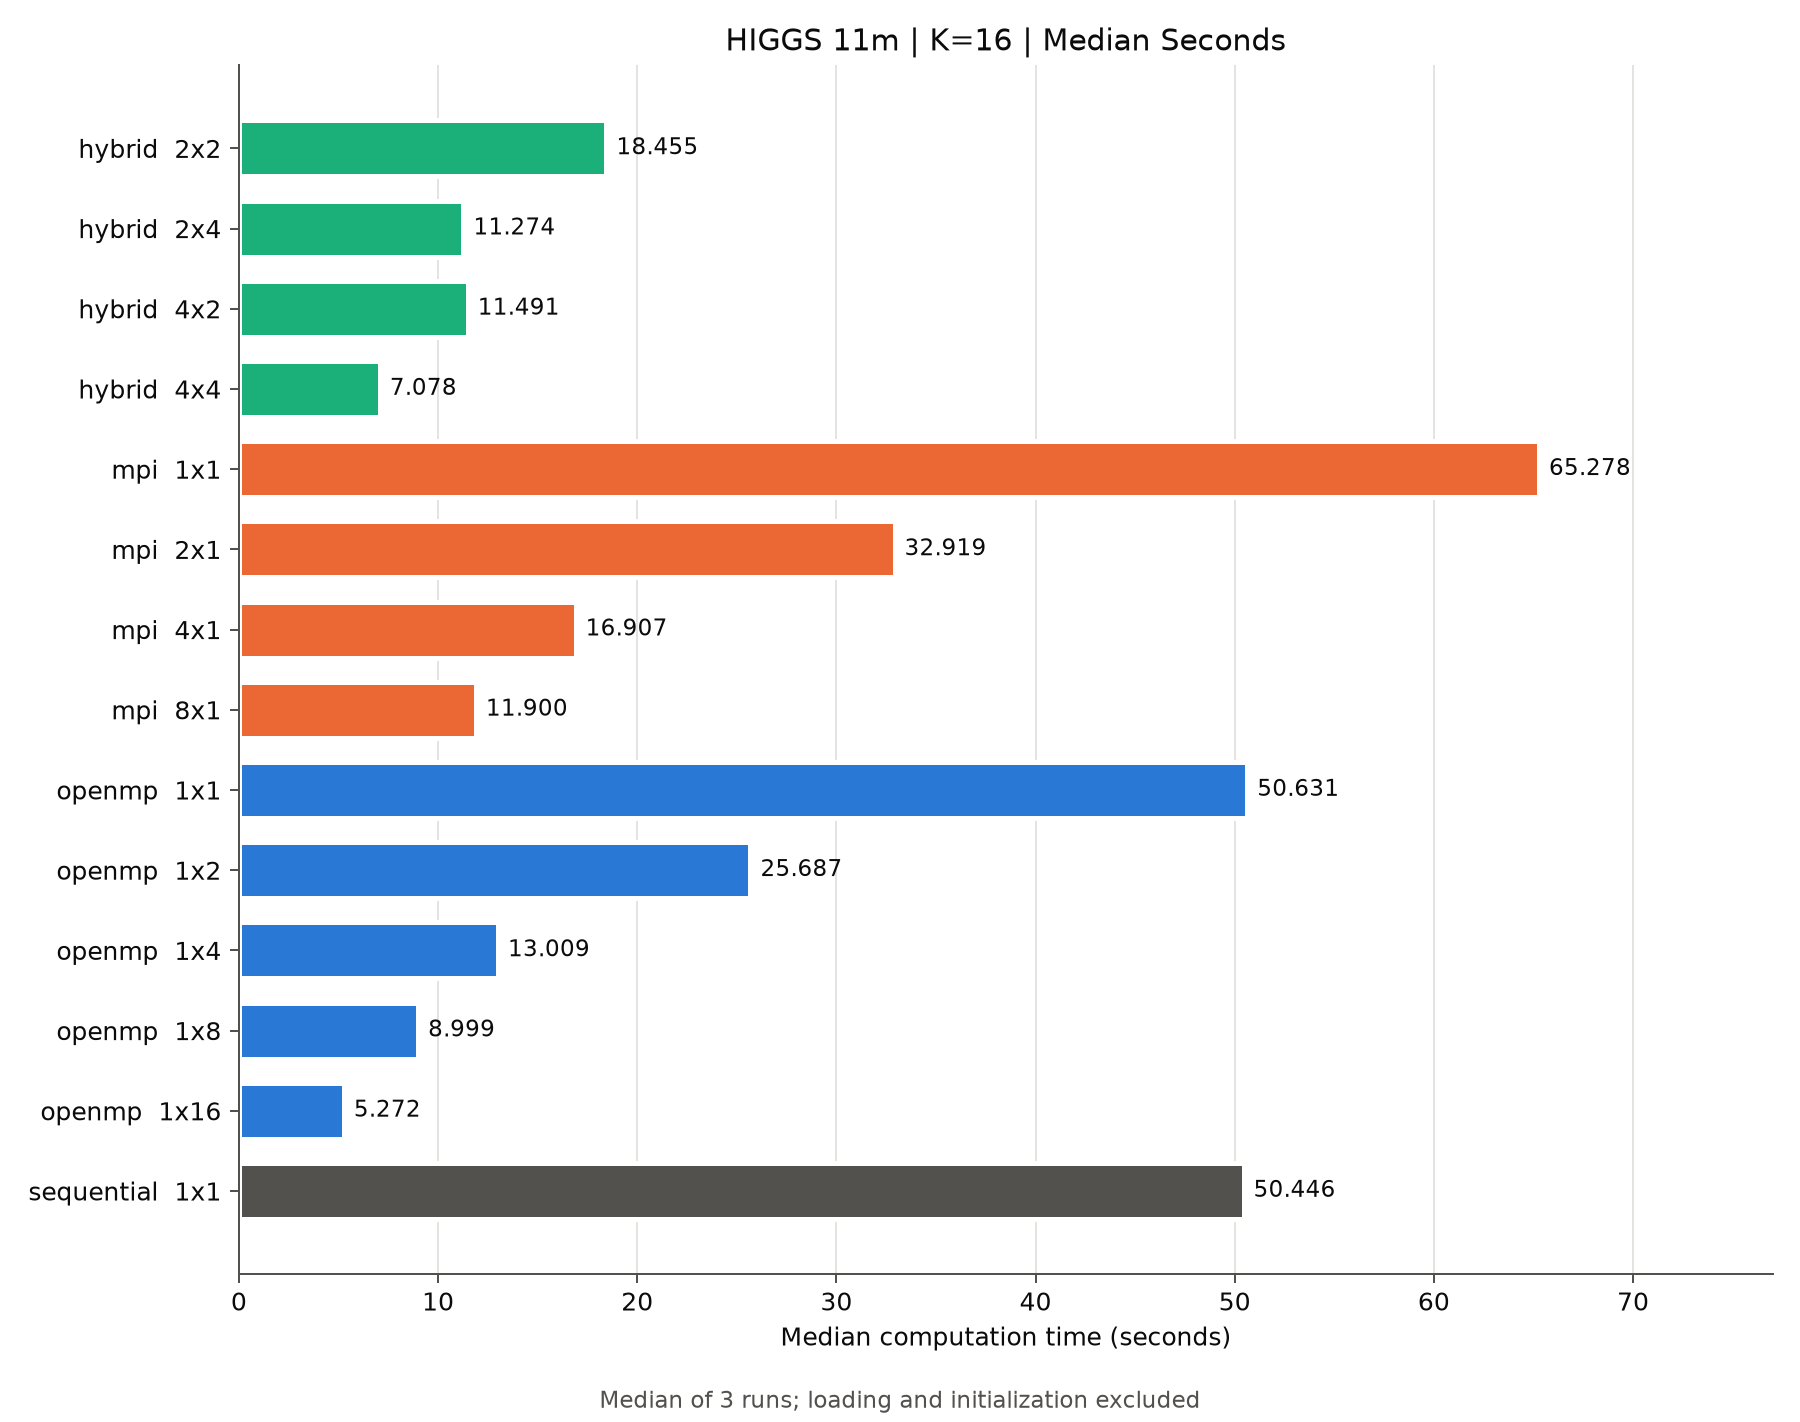 HIGGS 11m | K=16 | Median Seconds
hybrid 2x2 18.455
hybrid 2x4 11.274
hybrid 4x2 11.491
hybrid 4x4 7.078
mpi 1x1 65.278
mpi 2x1 32.919
mpi 4x1 16.907
mpi 8x1 11.900
openmp 1x1 50.631
openmp 1x2 25.687
openmp 1x4 13.009
openmp 1x8 8.999
openmp 1x16 5.272
sequential 1x1 50.446
0 10 20 30 40 50 60 70
Median computation time (seconds)
Median of 3 runs; loading and initialization excluded